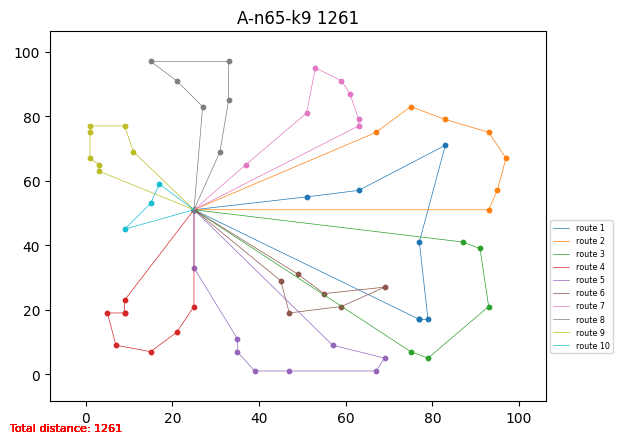 A-n65-k9 1261
100
80
60
40
20
0
0 20 40 60 80 100
route 1
route 2
route 3
route 4
route 5
route 6
route 7
route 8
route 9
route 10
Total distance: 1261